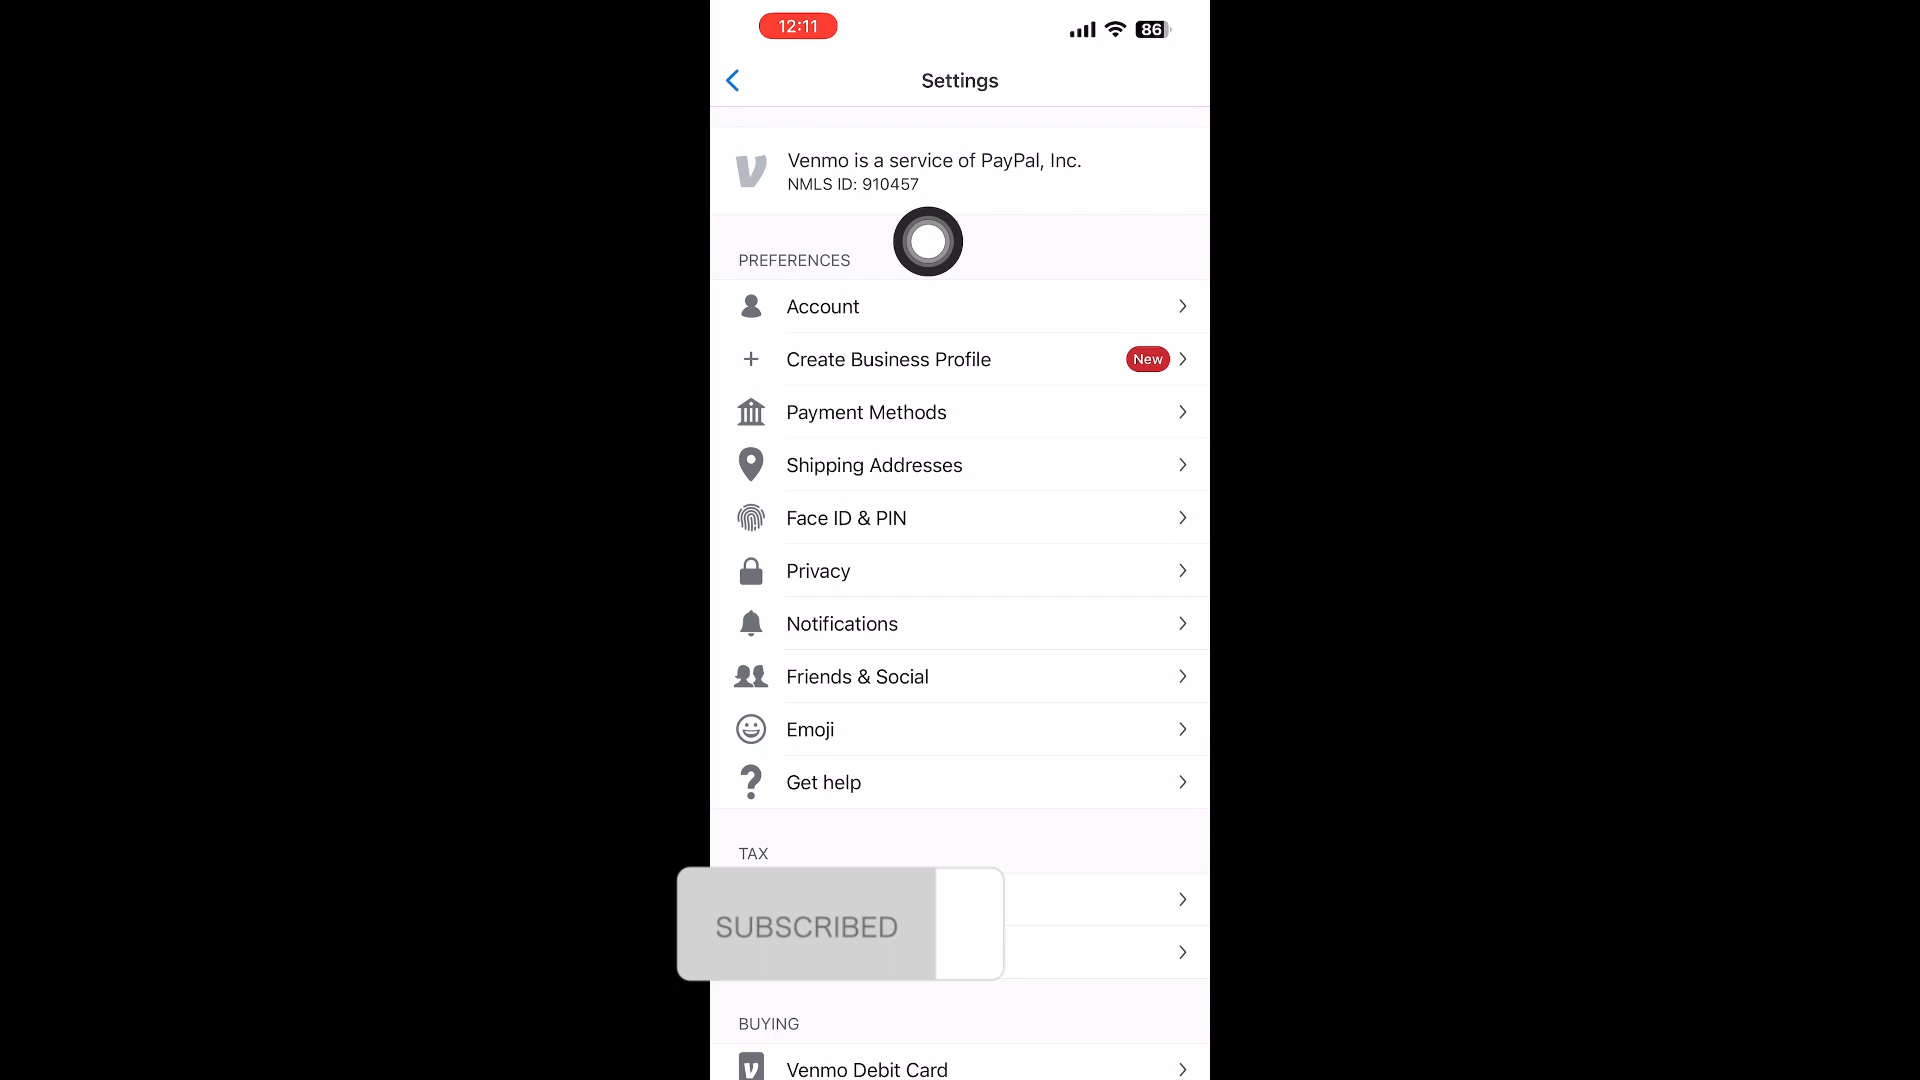 12:11
86
Settings
Venmo is a service of PayPal, Inc.
NMLS ID: 910457
PREFERENCES
Account
Create Business Profile
New
Payment Methods
Shipping Addresses
Face ID & PIN
Privacy
Notifications
Friends & Social
Emoji
Get help
TAX
SUBSCRIBED
BUYING
Venmo Debit Card